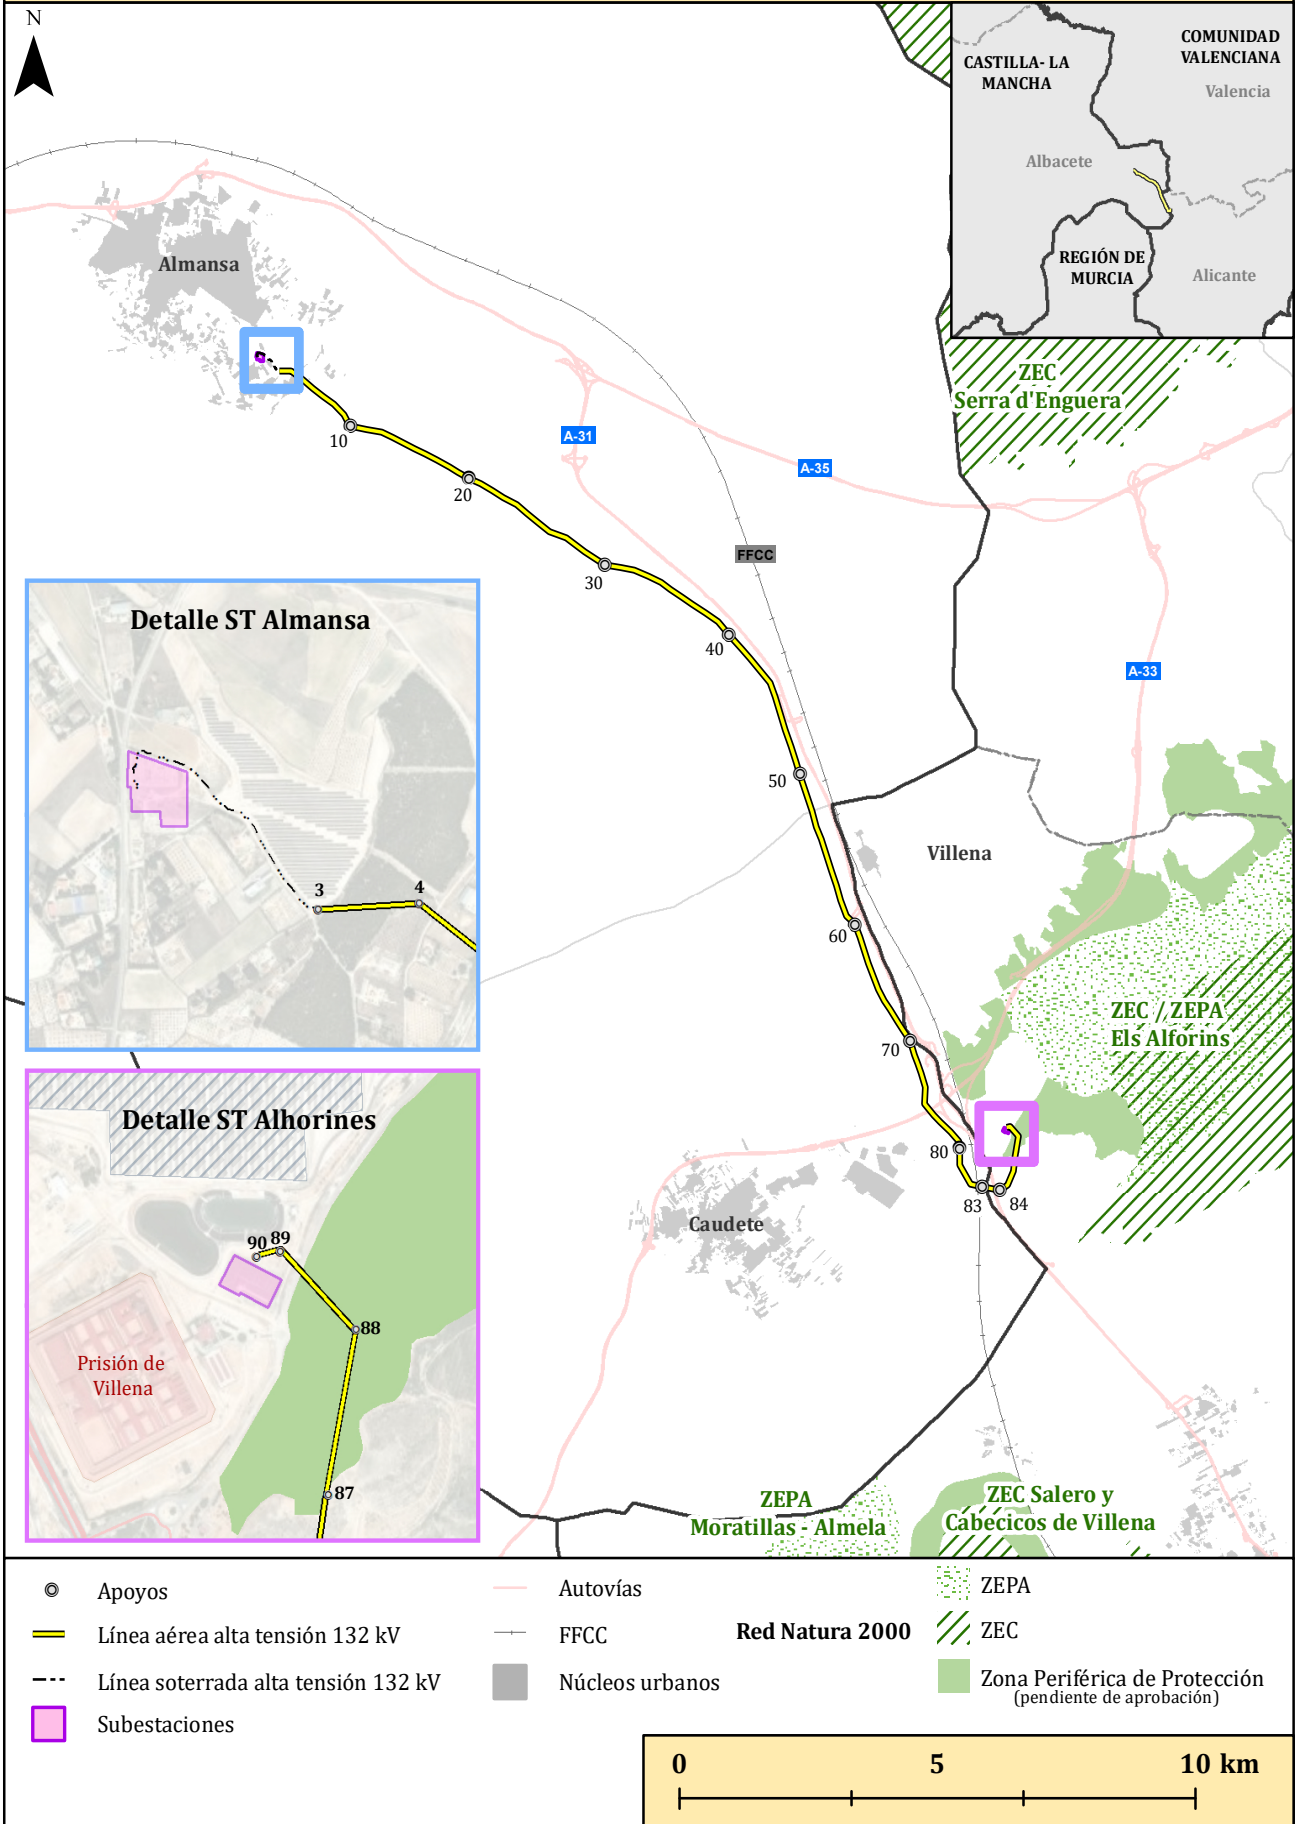 N
CASTILLA- LA
MANCHA
COMUNIDAD
VALENCIANA
Valencia
Albacete
REGIÓN DE
MURCIA
Alicante
Almansa
ZEC
Serra d'Enguera
10
A-31
A-35
20
FFCC
30
40
A-33
50
Villena
60
ZEC / ZEPA
Els Alforins
70
80
83
84
Caudete
ZEPA
Moratillas - Almela
ZEC Salero y
Cabecicos de Villena
Detalle ST Almansa
3
4
Detalle ST Alhorines
90
89
88
Prisión de
Villena
87
Apoyos
Línea aérea alta tensión 132 kV
Línea soterrada alta tensión 132 kV
Subestaciones
Autovías
FFCC
Núcleos urbanos
Red Natura 2000
ZEPA
ZEC
Zona Periférica de Protección
(pendiente de aprobación)
0 5 10 km